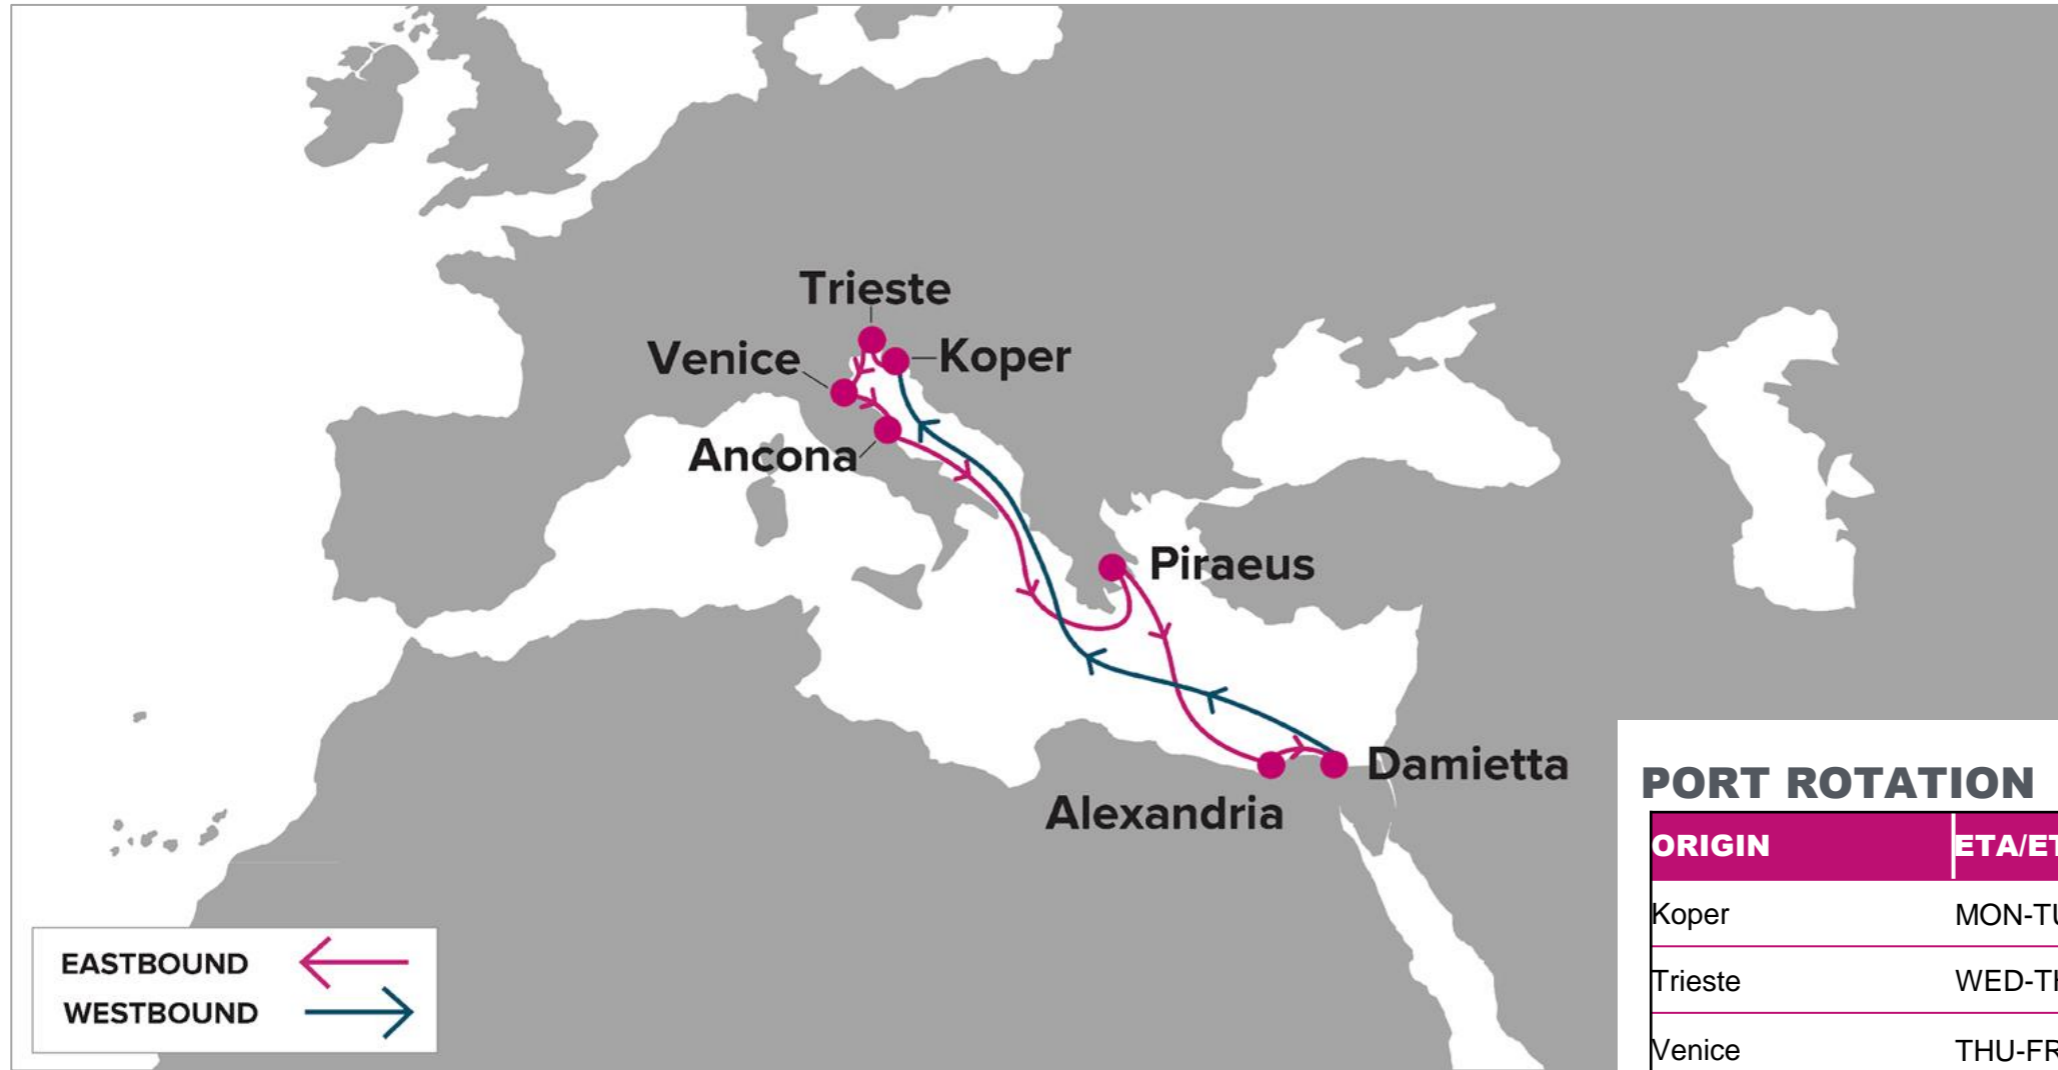 Trieste
Venice
Koper
Ancona
Piraeus
Damietta
Alexandria
EASTBOUND
WESTBOUND
PORT ROTATION
ORIGIN
Koper
Trieste
Venice